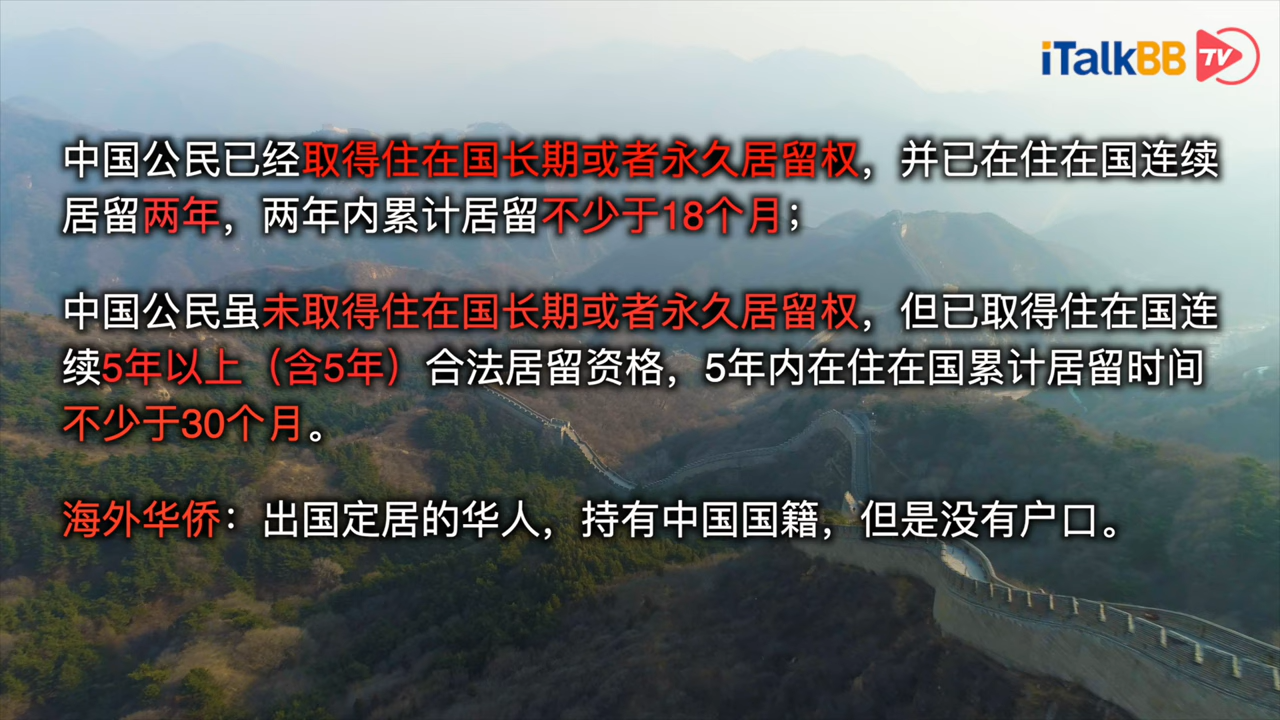 iTalkBB TV
中国公民已经取得住在国长期或者永久居留权，并已在住在国连续
居留两年，两年内累计居留不少于18个月；
中国公民虽未取得住在国长期或者永久居留权，但已取得住在国连
续5年以上（含5年）合法居留资格，5年内在住在国累计居留时间
不少于30个月。
海外华侨：出国定居的华人，持有中国国籍，但是没有户口。